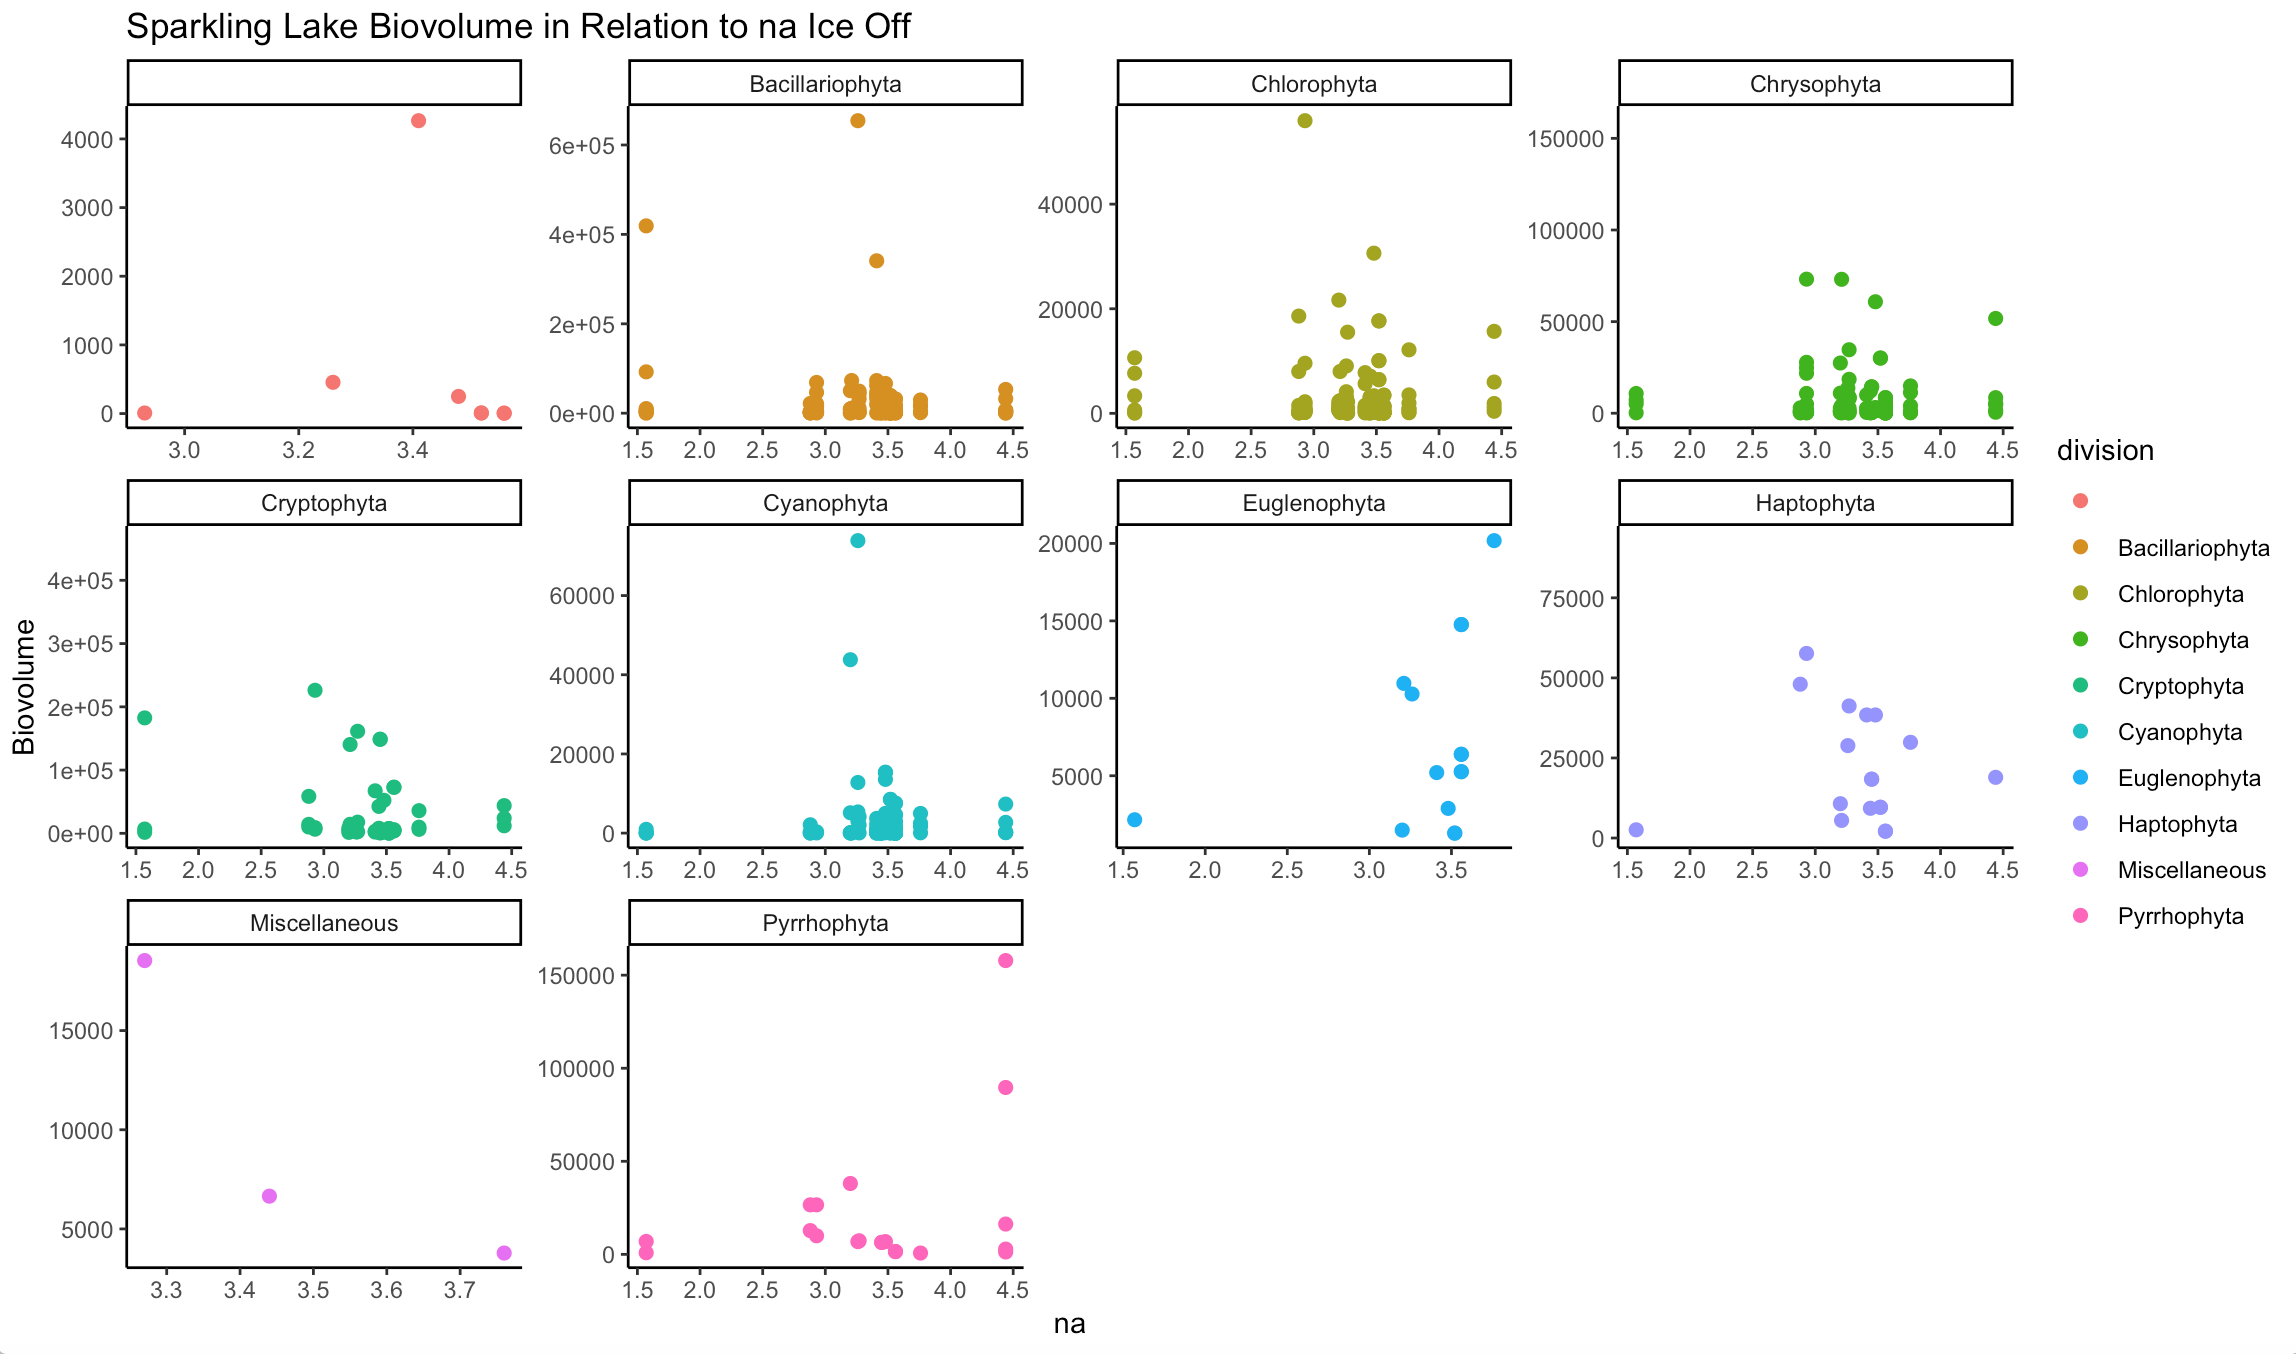 Sparkling Lake Biovolume in Relation to na Ice Off
Bacillariophyta
Chlorophyta
Chrysophyta
4000
3000
2000
1000
0
3.0 3.2 3.4
6e+05
4e+05
2e+05
0e+00
1.5 2.0 2.5 3.0 3.5 4.0 4.5
40000
20000
0
1.5 2.0 2.5 3.0 3.5 4.0 4.5
150000
100000
50000
0
1.5 2.0 2.5 3.0 3.5 4.0 4.5
Cryptophyta
Cyanophyta
Euglenophyta
Haptophyta
Biovolume
4e+05
3e+05
2e+05
1e+05
0e+00
1.5 2.0 2.5 3.0 3.5 4.0 4.5
60000
40000
20000
0
1.5 2.0 2.5 3.0 3.5 4.0 4.5
20000
15000
10000
5000
1.5 2.0 2.5 3.0 3.5
75000
50000
25000
0
1.5 2.0 2.5 3.0 3.5 4.0 4.5
Miscellaneous
Pyrrhophyta
15000
10000
5000
3.3 3.4 3.5 3.6 3.7
150000
100000
50000
0
1.5 2.0 2.5 3.0 3.5 4.0 4.5
na
division
Bacillariophyta
Chlorophyta
Chrysophyta
Cryptophyta
Cyanophyta
Euglenophyta
Haptophyta
Miscellaneous
Pyrrhophyta